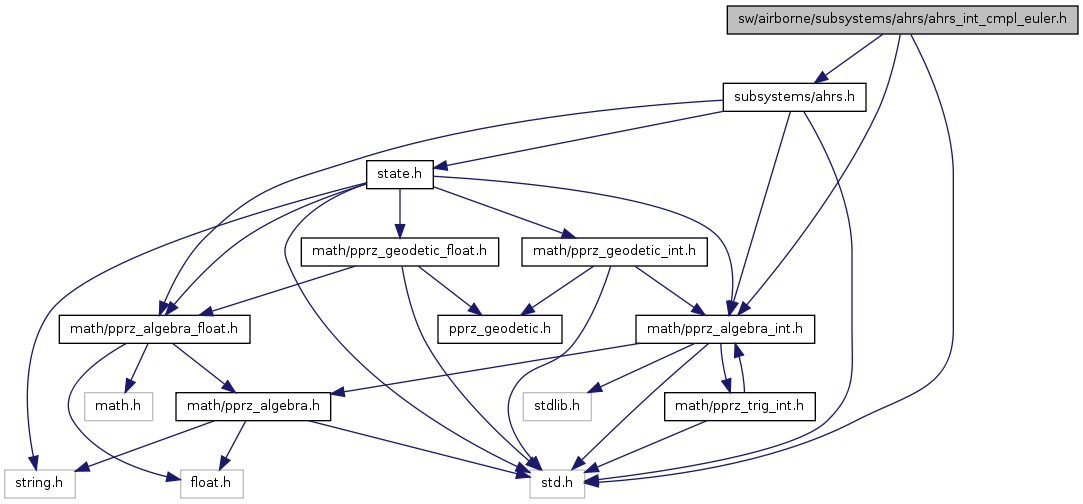 sw/airborne/subsystems/ahrs/ahrs_int_cmpl_euler.h
subsystems/ahrs.h
state.h
math/pprz_geodetic_float.h
math/pprz_geodetic_int.h
math/pprz_algebra_float.h
pprz_geodetic.h
math/pprz_algebra_int.h
math.h
math/pprz_algebra.h
stdlib.h
math/pprz_trig_int.h
string.h
float.h
std.h